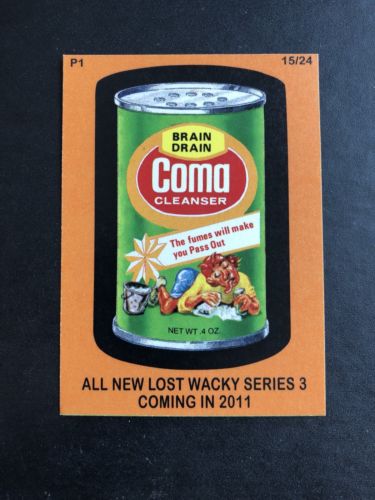 P1
15/24
BRAIN
DRAIN
Coma
CLEANSER
The fumes will make
you Pass Out
NET WT .4 OZ.
ALL NEW LOST WACKY SERIES 3
COMING IN 2011